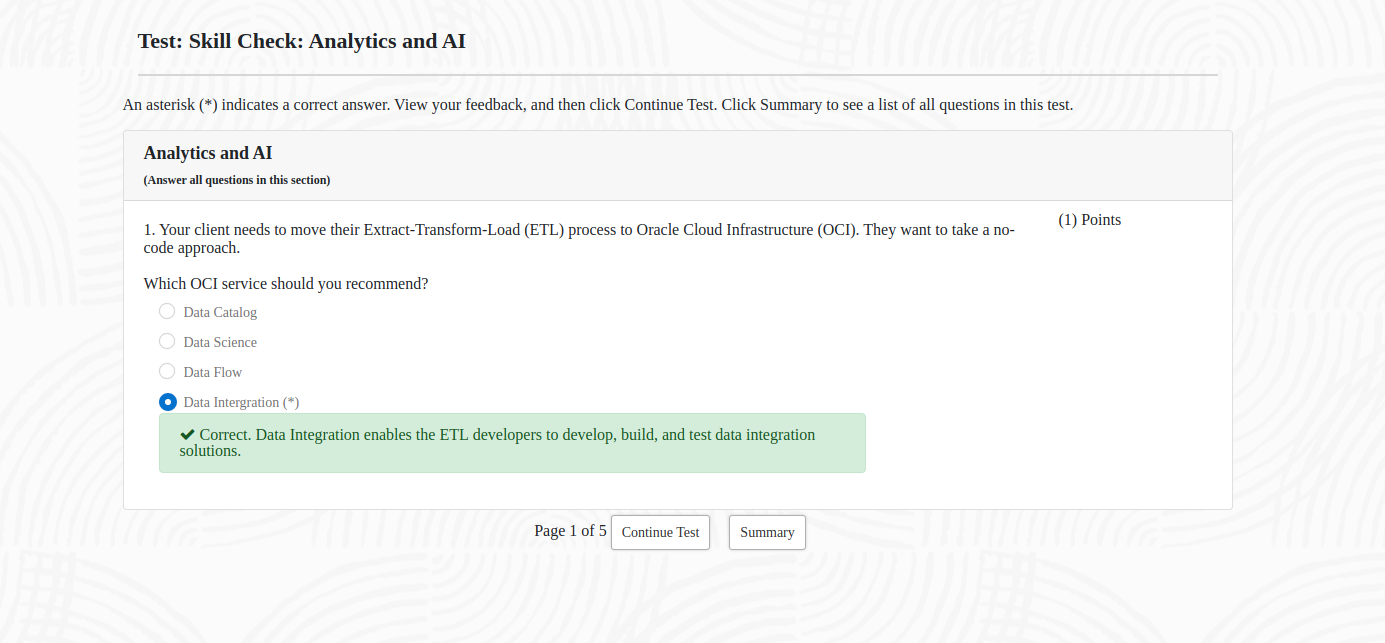 Test: Skill Check: Analytics and AI
An asterisk (*) indicates a correct answer. View your feedback, and then click Continue Test. Click Summary to see a list of all questions in this test.
Analytics and AI
(Answer all questions in this section)
1. Your client needs to move their Extract-Transform-Load (ETL) process to Oracle Cloud Infrastructure (OCI). They want to take a no-
code approach.
(1) Points
Which OCI service should you recommend?
Data Catalog
Data Science
Data Flow
Data Intergration (*)
Correct. Data Integration enables the ETL developers to develop, build, and test data integration
solutions.
Page 1 of 5 Continue Test Summary